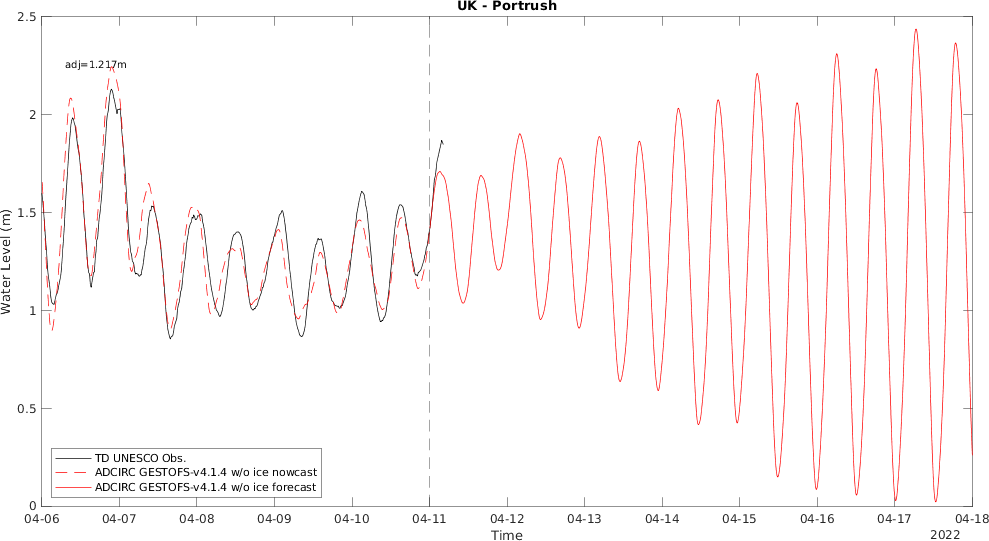 UK - Portrush
adj=1.217m
Water Level (m)
2.5
2
1.5
1
0.5
0
TD UNESCO Obs.
ADCIRC GESTOFS-v4.1.4 w/o ice nowcast
ADCIRC GESTOFS-v4.1.4 w/o ice forecast
04-06 04-07 04-08 04-09 04-10 04-11 04-12 04-13 04-14 04-15 04-16 04-17 04-18
Time
2022